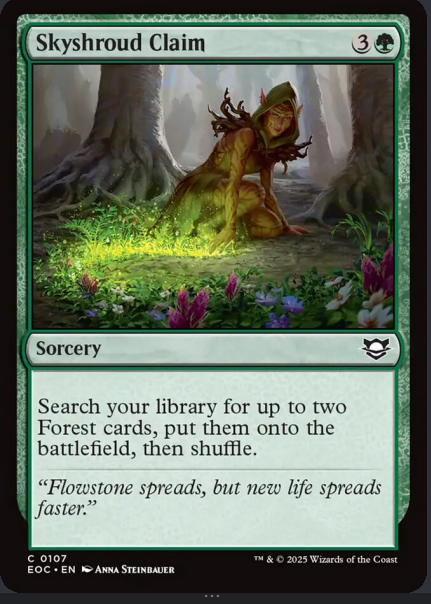 Skyshroud Claim 3
Sorcery
Search your library for up to two
Forest cards, put them onto the
battlefield, then shuffle.
“Flowstone spreads, but new life spreads
faster.”
C 0107 ™ & © 2025 Wizards of the Coast
EOC • EN Anna Steinbauer